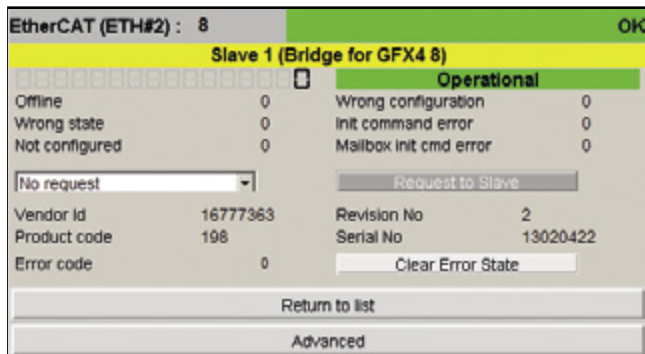 EtherCAT (ETH#2) : 8 OK
Slave 1 (Bridge for GFX4 8)
0 Operational
Offline 0 Wrong configuration 0
Wrong state 0 Init command error 0
Not configured 0 Mailbox init cmd error 0
No request Request to Slave
Vendor Id 16777363 Revision No 2
Product code 198 Serial No 13020422
Error code 0 Clear Error State
Return to list
Advanced